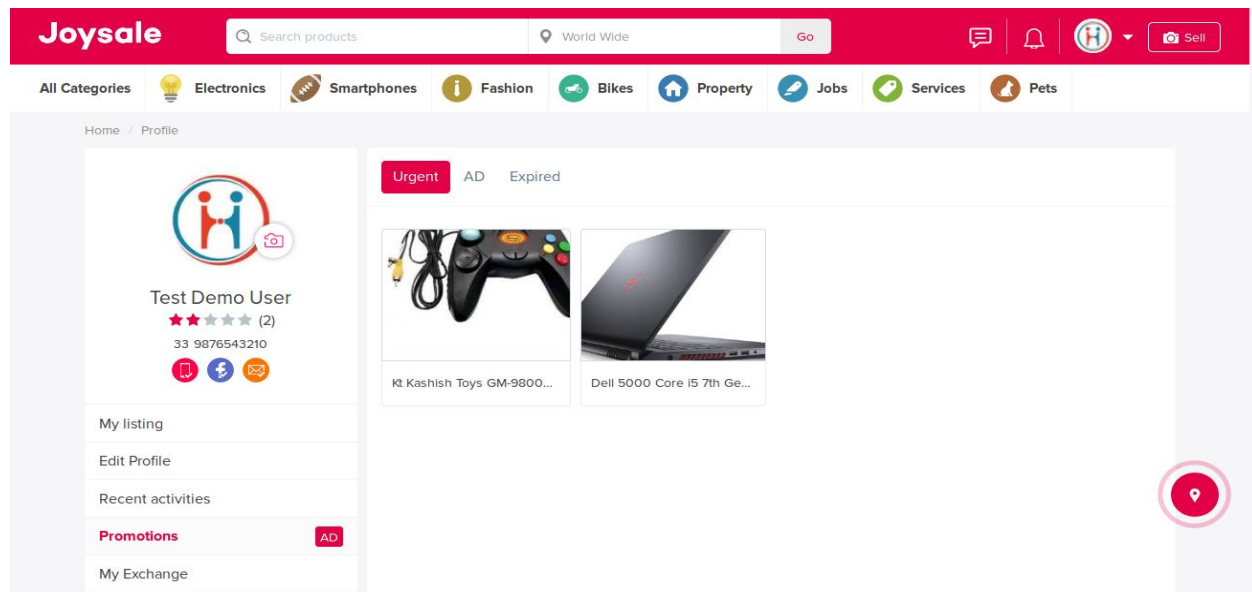 Joysale
Search products
World Wide
Go
Sell
All Categories
Electronics
Smartphones
Fashion
Bikes
Property
Jobs
Services
Pets
Home / Profile
Test Demo User
(2)
33 9876543210
My listing
Edit Profile
Recent activities
Promotions AD
My Exchange
Urgent AD Expired
Kt Kashish Toys GM-9800...
Dell 5000 Core i5 7th Ge...